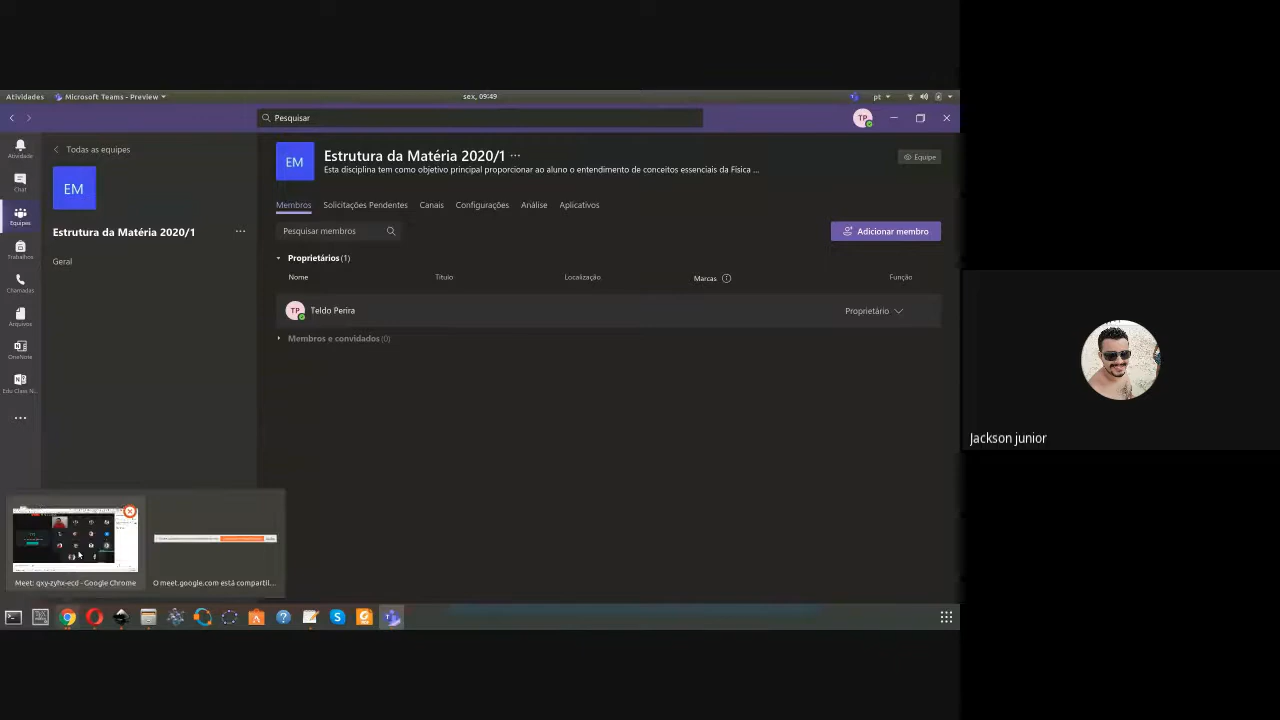 Atividades
Microsoft Teams - Preview
sex, 09:49
pt
Pesquisar
TP
Atividade
Chat
Equipes
Trabalhos
Chamadas
Arquivos
OneNote
Edu Class N...
Todas as equipes
EM
Estrutura da Matéria 2020/1
Geral
EM
Estrutura da Matéria 2020/1
Esta disciplina tem como objetivo principal proporcionar ao aluno o entendimento de conceitos essenciais da Física ...
Equipe
Membros Solicitações Pendentes Canais Configurações Análise Aplicativos
Pesquisar membros
Adicionar membro
Proprietários (1)
Nome Título Localização Marcas Função
TP Teldo Perira Proprietário
Membros e convidados (0)
Meet: qxy-zyhx-ecd - Google Chrome
O meet.google.com está compartil...
Jackson junior